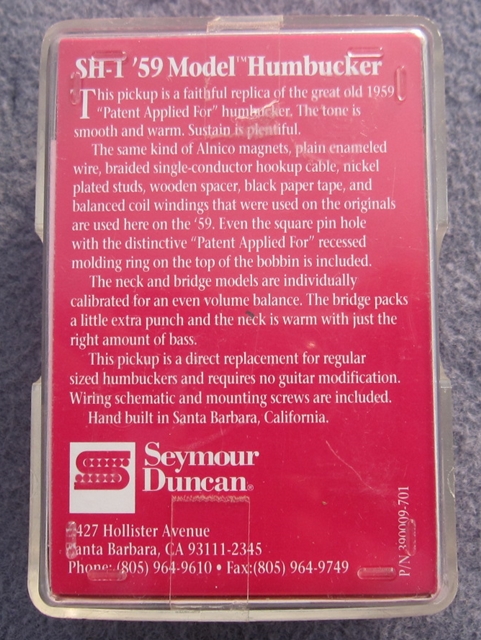 SH-1 '59 Model™ Humbucker
This pickup is a faithful replica of the great old 1959
“Patent Applied For” humbucker. The tone is
smooth and warm. Sustain is plentiful.
The same kind of Alnico magnets, plain enameled
wire, braided single-conductor hookup cable, nickel
plated studs, wooden spacer, black paper tape, and
balanced coil windings that were used on the originals
are used here on the '59. Even the square pin hole
with the distinctive “Patent Applied For” recessed
molding ring on the top of the bobbin is included.
The neck and bridge models are individually
calibrated for an even volume balance. The bridge packs
a little extra punch and the neck is warm with just the
right amount of bass.
This pickup is a direct replacement for regular
sized humbuckers and requires no guitar modification.
Wiring schematic and mounting screws are included.
Hand built in Santa Barbara, California.
Seymour
Duncan®
5427 Hollister Avenue
Santa Barbara, CA 93111-2345
Phone: (805) 964-9610 • Fax:(805) 964-9749
P/N 390009-701